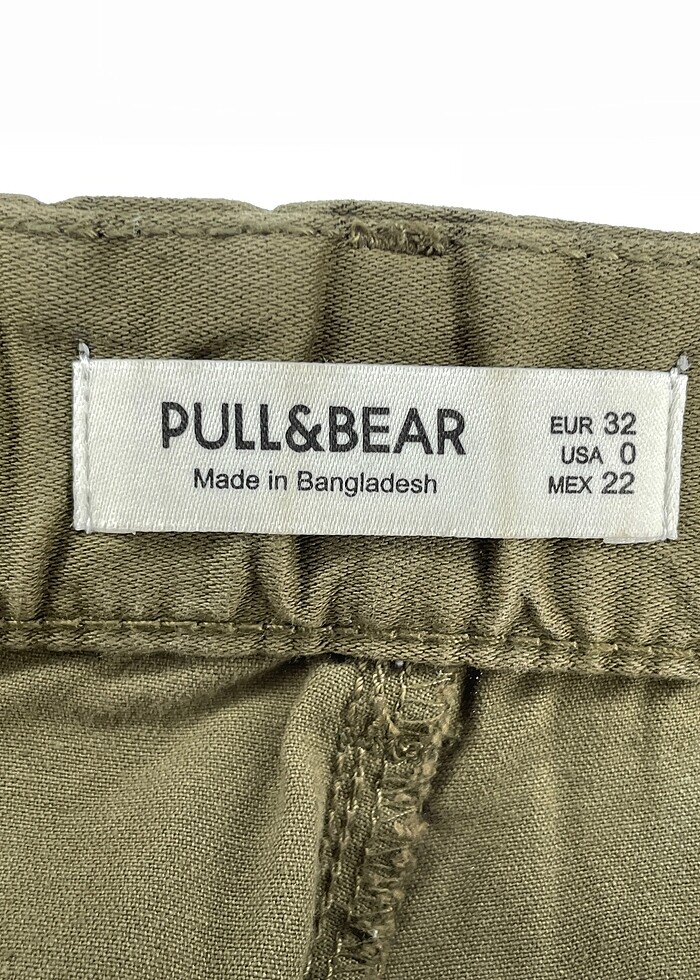 PULL&BEAR
Made in Bangladesh
EUR 32
USA 0
MEX 22